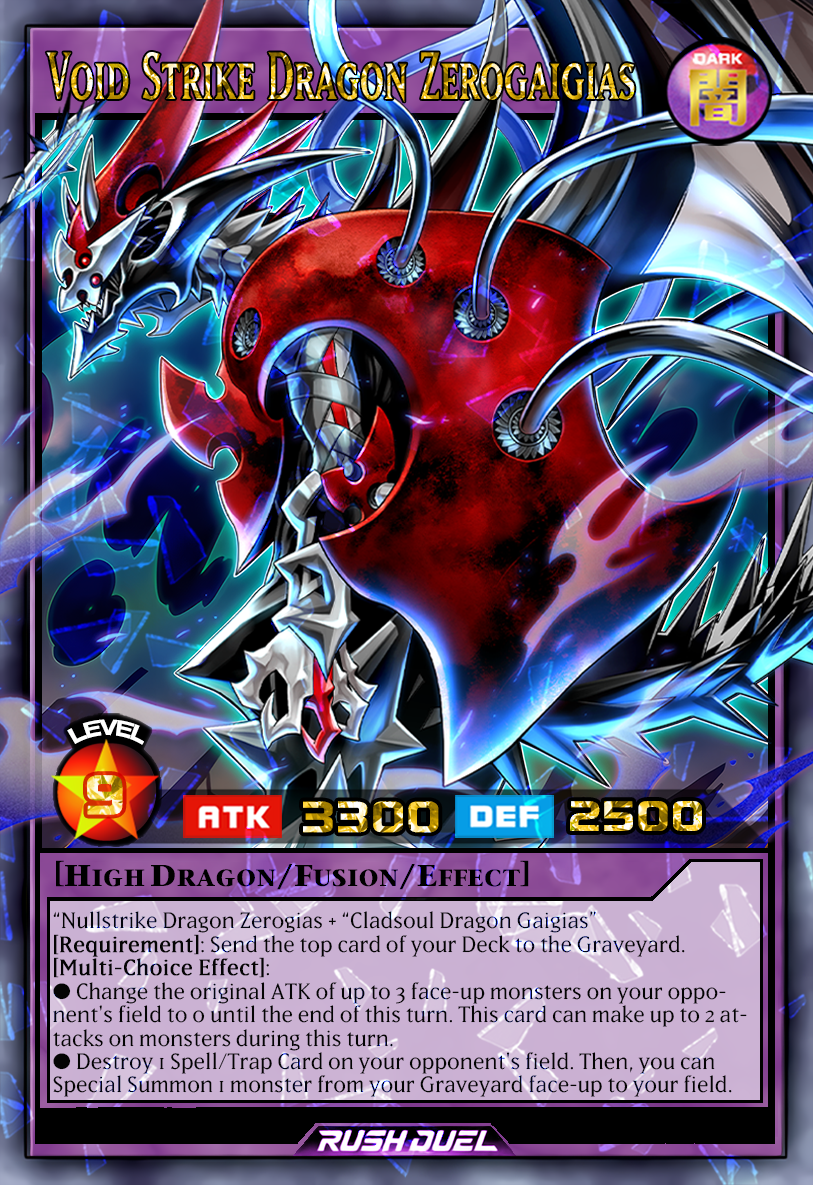 Void Strike Dragon Zerogaigias
DARK
闇
LEVEL
9
ATK 3300 DEF 2500
[High Dragon/Fusion/Effect]
“Nullstrike Dragon Zerogias + “Cladsoul Dragon Gaigias”
[Requirement]: Send the top card of your Deck to the Graveyard.
[Multi-Choice Effect]:
● Change the original ATK of up to 3 face-up monsters on your oppo-
nent's field to 0 until the end of this turn. This card can make up to 2 at-
tacks on monsters during this turn.
● Destroy 1 Spell/Trap Card on your opponent's field. Then, you can
Special Summon 1 monster from your Graveyard face-up to your field.
RUSH DUEL